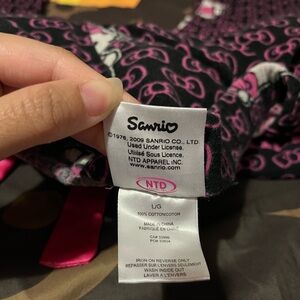 Sanrio
©1976, 2009 SANRIO CO., LTD
Used Under License.
Utilisé Sous Licence.
NTD APPAREL INC
www.sanrio.com
NTD
L/G
100% COTTON/COTON
MADE IN CHINA
FABRIQUE EN CHINE
IRON ON REVERSE ONLY
REPASSER SUR L'ENVERS SEULEMENT
WASH INSIDE OUT
LAVER À L'ENVERS